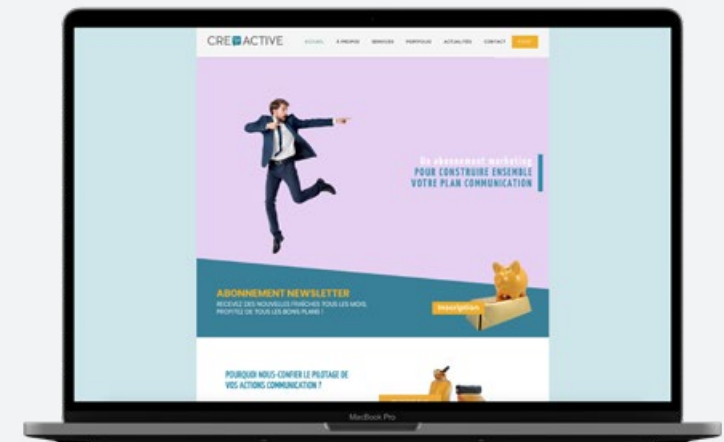 CRE ACTIVE
ACCUEIL À PROPOS SERVICES PORTFOLIO ACTUALITÉS CONTACT
Un abonnement marketing
POUR CONSTRUIRE ENSEMBLE
VOTRE PLAN COMMUNICATION
ABONNEMENT NEWSLETTER
RECEVEZ DES NOUVELLES FRAÎCHES TOUS LES MOIS,
PROFITEZ DE TOUS LES BONS PLANS !
Inscription
POURQUOI NOUS-CONFIER LE PILOTAGE DE
VOS ACTIONS COMMUNICATION ?
MacBook Pro